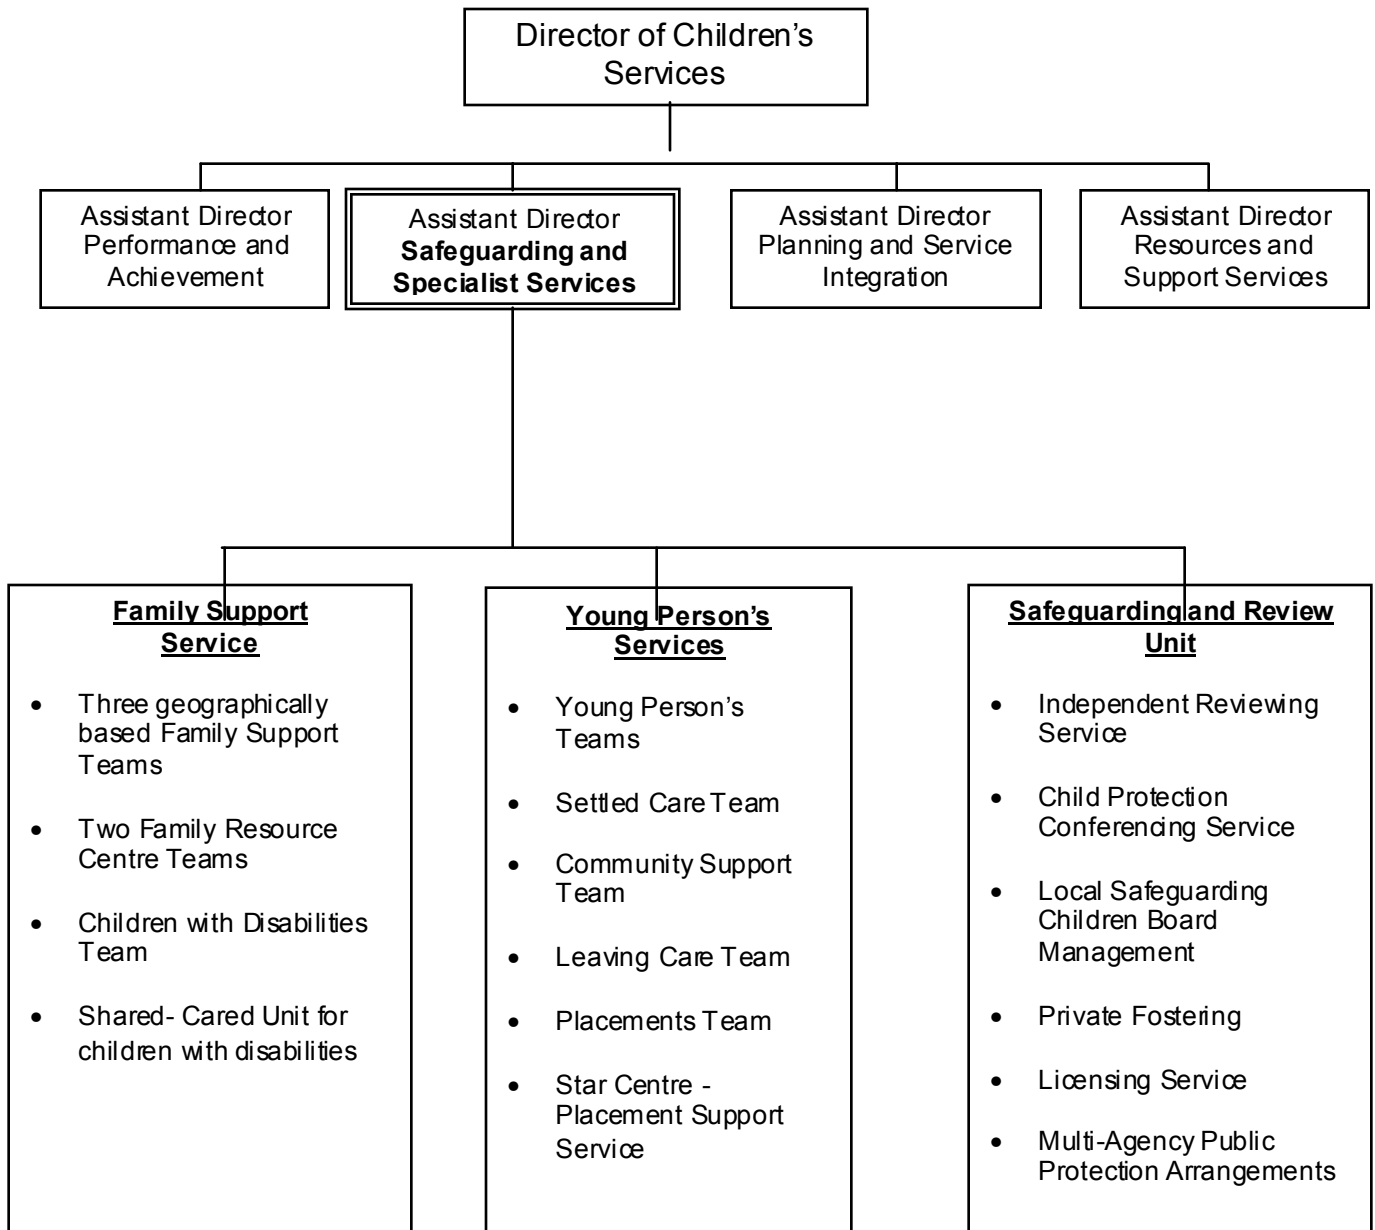 Director of Children's
Services
Assistant Director
Performance and
Achievement
Assistant Director
Safeguarding and
Specialist Services
Assistant Director
Planning and Service
Integration
Assistant Director
Resources and
Support Services
Family Support
Service
• Three geographically
based Family Support
Teams
• Two Family Resource
Centre Teams
• Children with Disabilities
Team
• Shared- Cared Unit for
children with disabilities
Young Person's
Services
• Young Person's
Teams
• Settled Care Team
• Community Support
Team
• Leaving Care Team
• Placements Team
• Star Centre -
Placement Support
Service
Safeguarding and Review
Unit
• Independent Reviewing
Service
• Child Protection
Conferencing Service
• Local Safeguarding
Children Board
Management
• Private Fostering
• Licensing Service
• Multi-Agency Public
Protection Arrangements